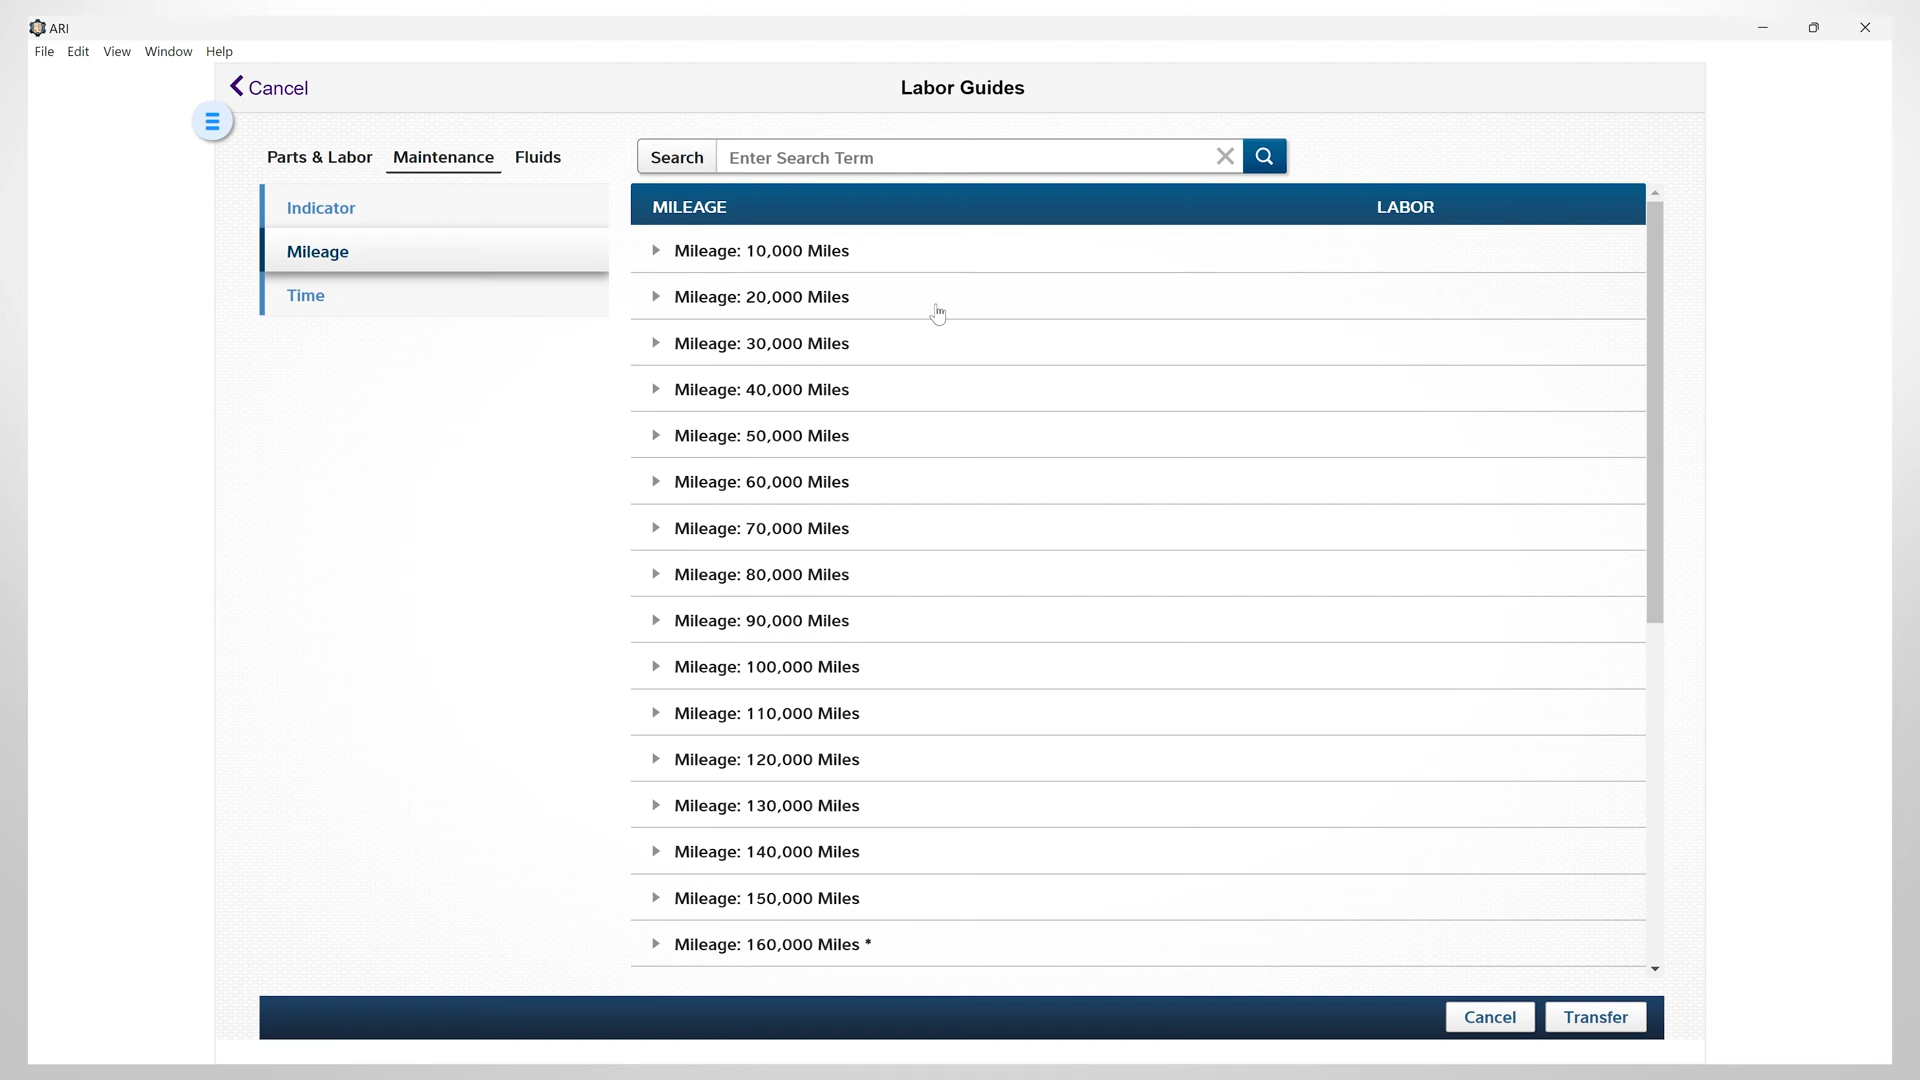 ARI
File Edit View Window Help
Cancel
Labor Guides
Parts & Labor Maintenance Fluids
Search Enter Search Term
Indicator
Mileage
Time
MILEAGE LABOR
Mileage: 10,000 Miles
Mileage: 20,000 Miles
Mileage: 30,000 Miles
Mileage: 40,000 Miles
Mileage: 50,000 Miles
Mileage: 60,000 Miles
Mileage: 70,000 Miles
Mileage: 80,000 Miles
Mileage: 90,000 Miles
Mileage: 100,000 Miles
Mileage: 110,000 Miles
Mileage: 120,000 Miles
Mileage: 130,000 Miles
Mileage: 140,000 Miles
Mileage: 150,000 Miles
Mileage: 160,000 Miles *
Cancel Transfer